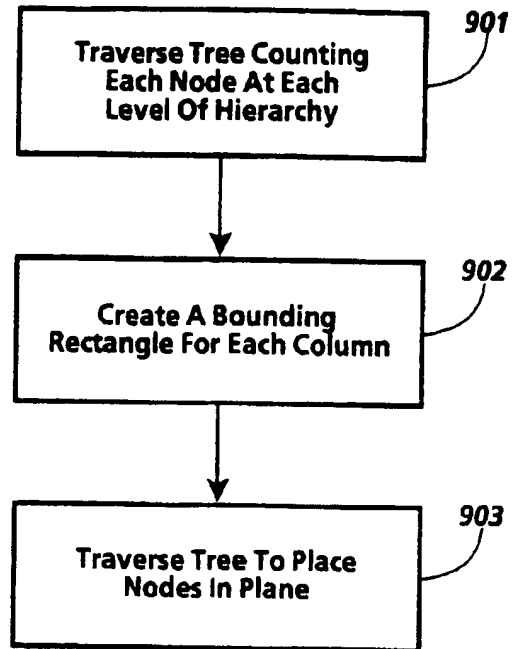 901
Traverse Tree Counting
Each Node At Each
Level Of Hierarchy
902
Create A Bounding
Rectangle For Each Column
903
Traverse Tree To Place
Nodes In Plane